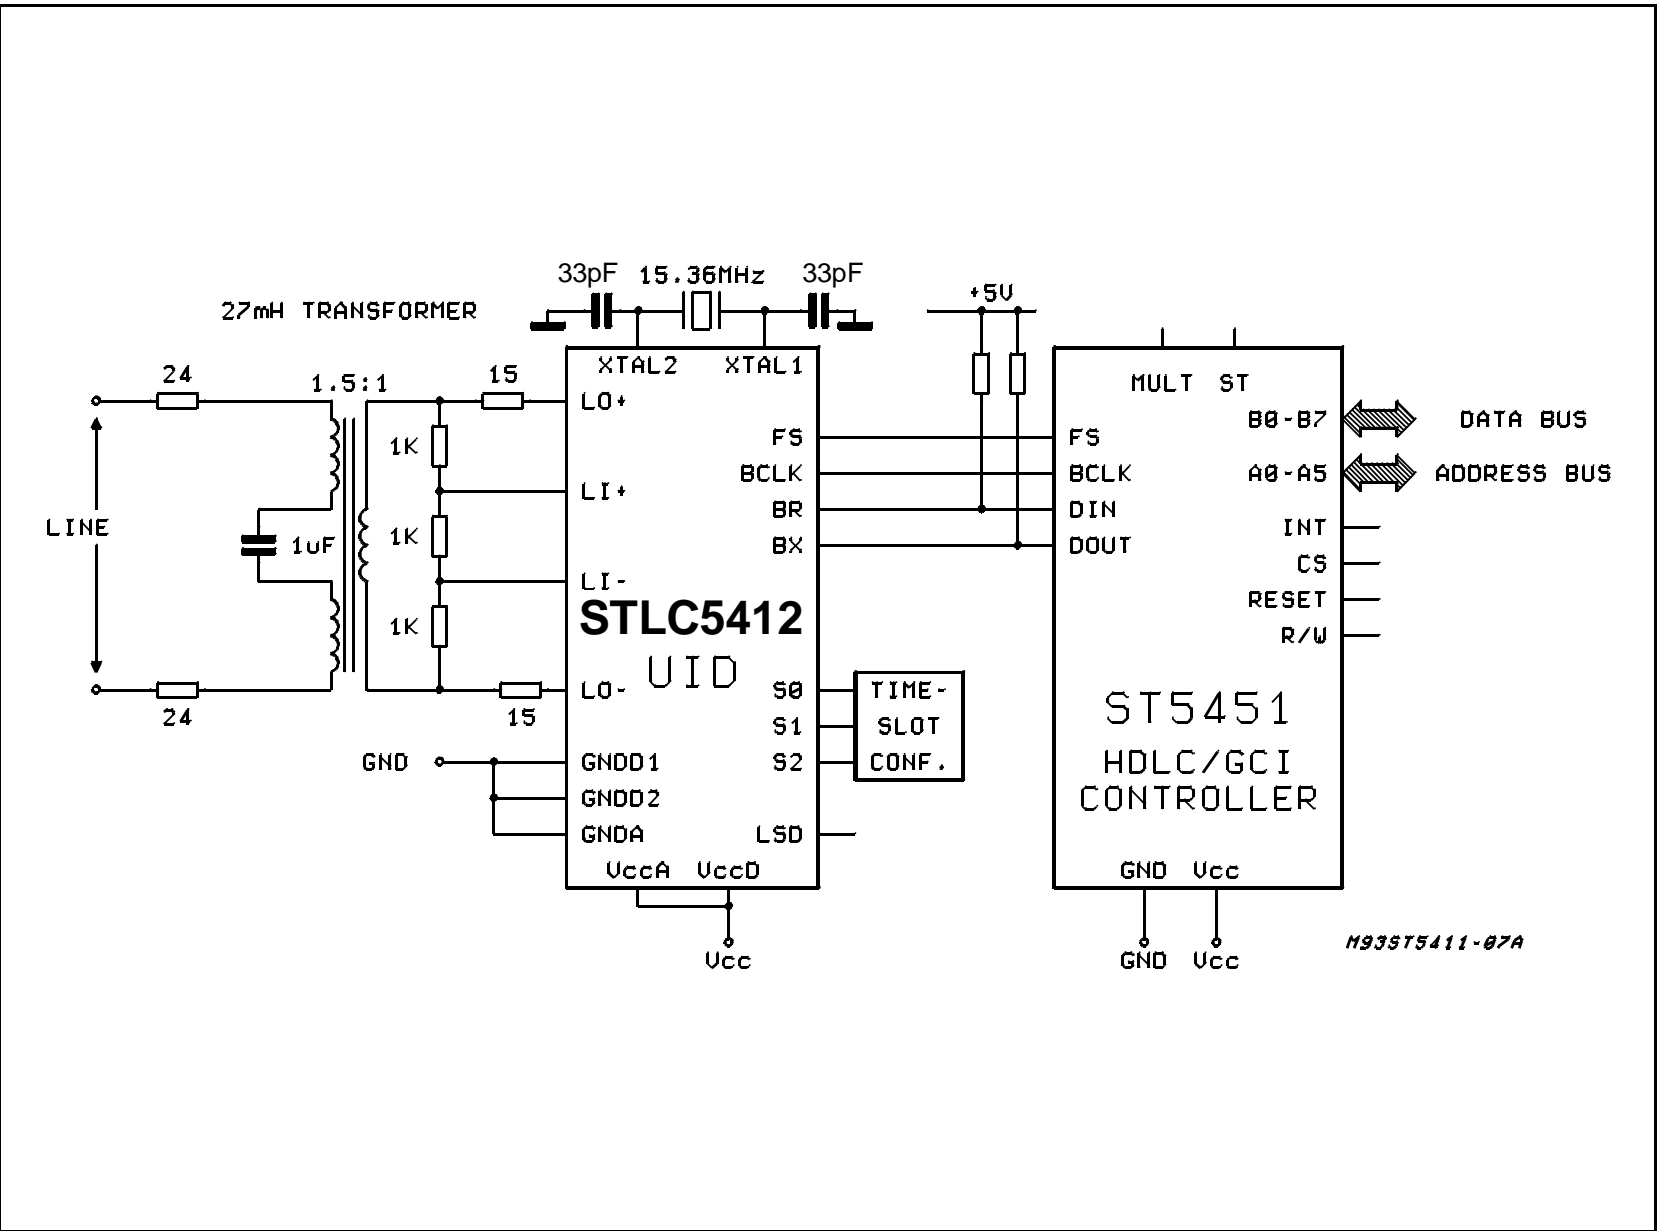 33pF 15.36MHz 33pF
+5V
27mH TRANSFORMER
XTAL2 XTAL1
24 1.5:1 15 LO+
MULT ST
B0-B7 DATA BUS
1K FS FS
BCLK BCLK A0-A5 ADDRESS BUS
LI+
BR DIN
LINE 1uF 1K BX DOUT INT
CS
LI-
RESET
STLC5412
1K R/W
UID
24 15 LO- S0 TIME-
S1 SLOT
S2 CONF.
ST5451
HDLC/GCI
CONTROLLER
GND GNDD1
GNDD2
GNDA LSD
VccA VccD
GND Vcc
Vcc
GND Vcc
M93ST5411-07A